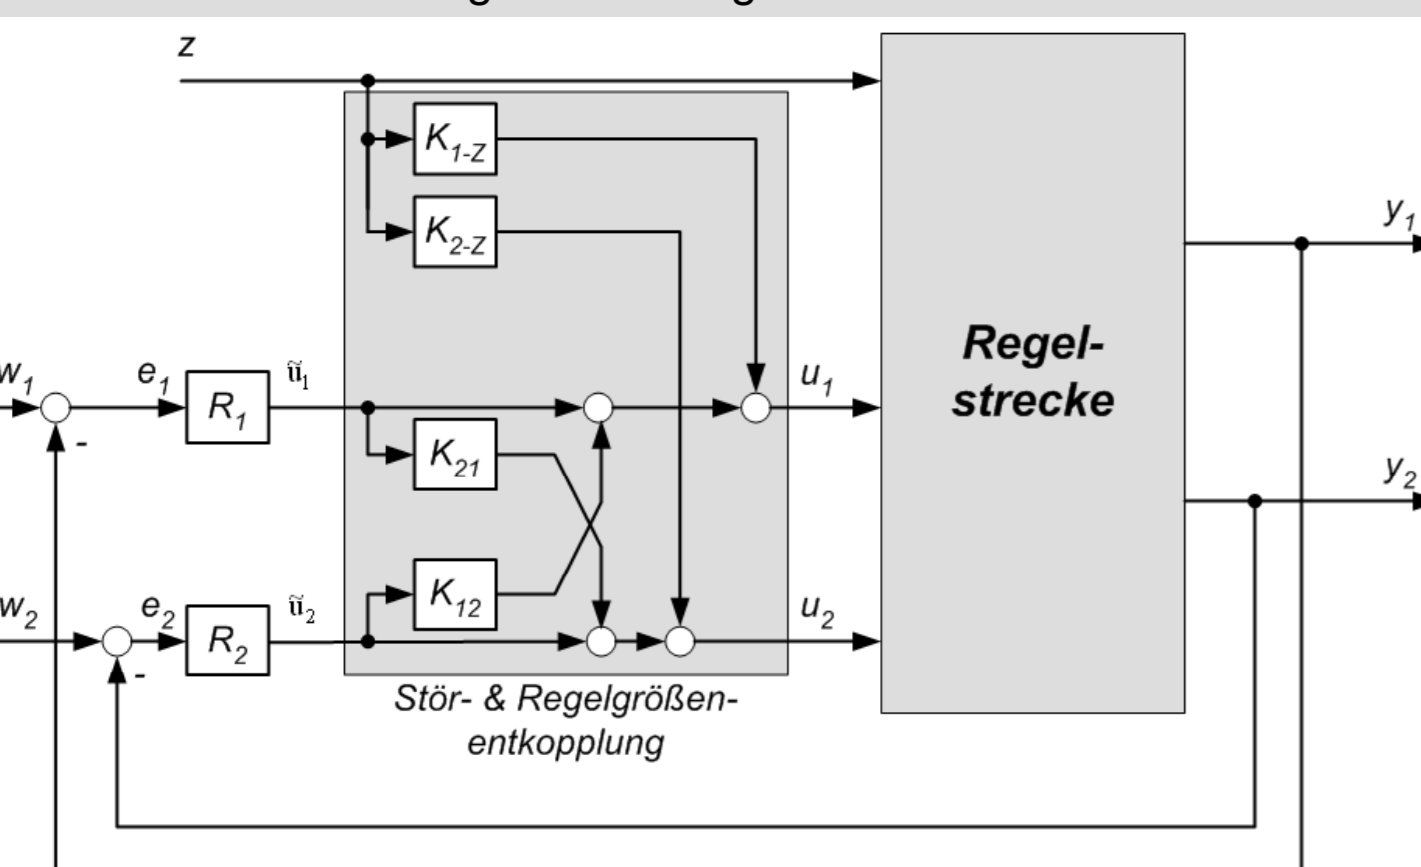 z
K1-Z
K2-Z
y1
Regel-
strecke
w1
e1
R1
ũ1
u1
-
K21
y2
K12
w2
e2
R2
ũ2
u2
-
Stör- & Regelgrößen-
entkopplung